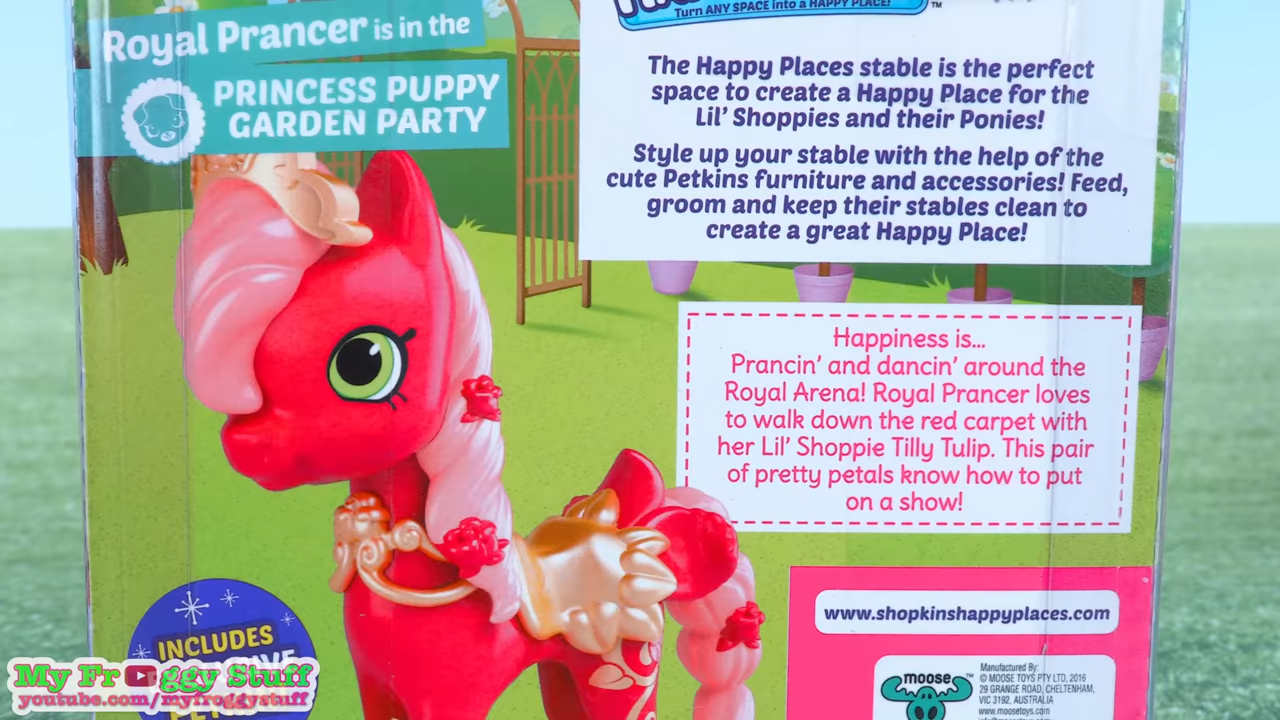 Royal Prancer is in the
PRINCESS PUPPY
GARDEN PARTY
Turn ANY SPACE into a HAPPY PLACE!
™
The Happy Places stable is the perfect
space to create a Happy Place for the
Lil' Shoppies and their Ponies!
Style up your stable with the help of the
cute Petkins furniture and accessories! Feed,
groom and keep their stables clean to
create a great Happy Place!
Happiness is...
Prancin' and dancin' around the
Royal Arena! Royal Prancer loves
to walk down the red carpet with
her Lil' Shoppie Tilly Tulip. This pair
of pretty petals know how to put
on a show!
INCLUDES
www.shopkinshappyplaces.com
moose™
Manufactured By:
© MOOSE TOYS PTY LTD, 2016
29 GRANGE ROAD, CHELTENHAM,
VIC 3192, AUSTRALIA
www.moosetoys.com
My Froggy Stuff
youtube.com/myfroggystuff